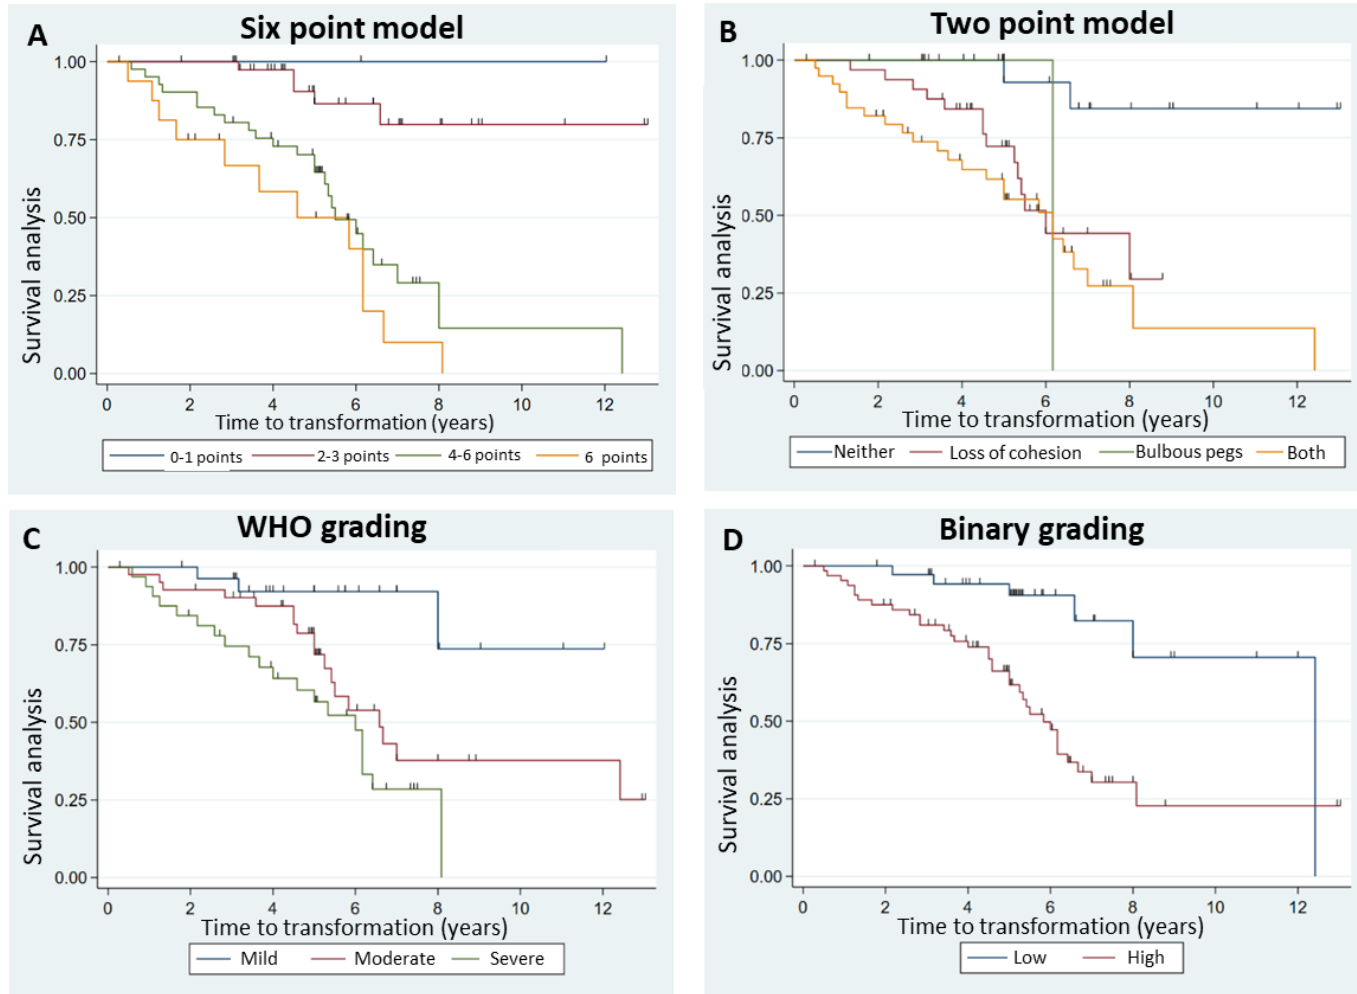 A
Six point model
Survival analysis
1.00
0.75
0.50
0.25
0.00
0 2 4 6 8 10 12
Time to transformation (years)
0-1 points 2-3 points 4-6 points 6 points
B
Two point model
Survival analysis
1.00
0.75
0.50
0.25
0.00
0 2 4 6 8 10 12
Time to transformation (years)
Neither Loss of cohesion Bulbous pegs Both
C
WHO grading
Survival analysis
1.00
0.75
0.50
0.25
0.00
0 2 4 6 8 10 12
Time to transformation (years)
Mild Moderate Severe
D
Binary grading
Survival analysis
1.00
0.75
0.50
0.25
0.00
0 2 4 6 8 10 12
Time to transformation (years)
Low High